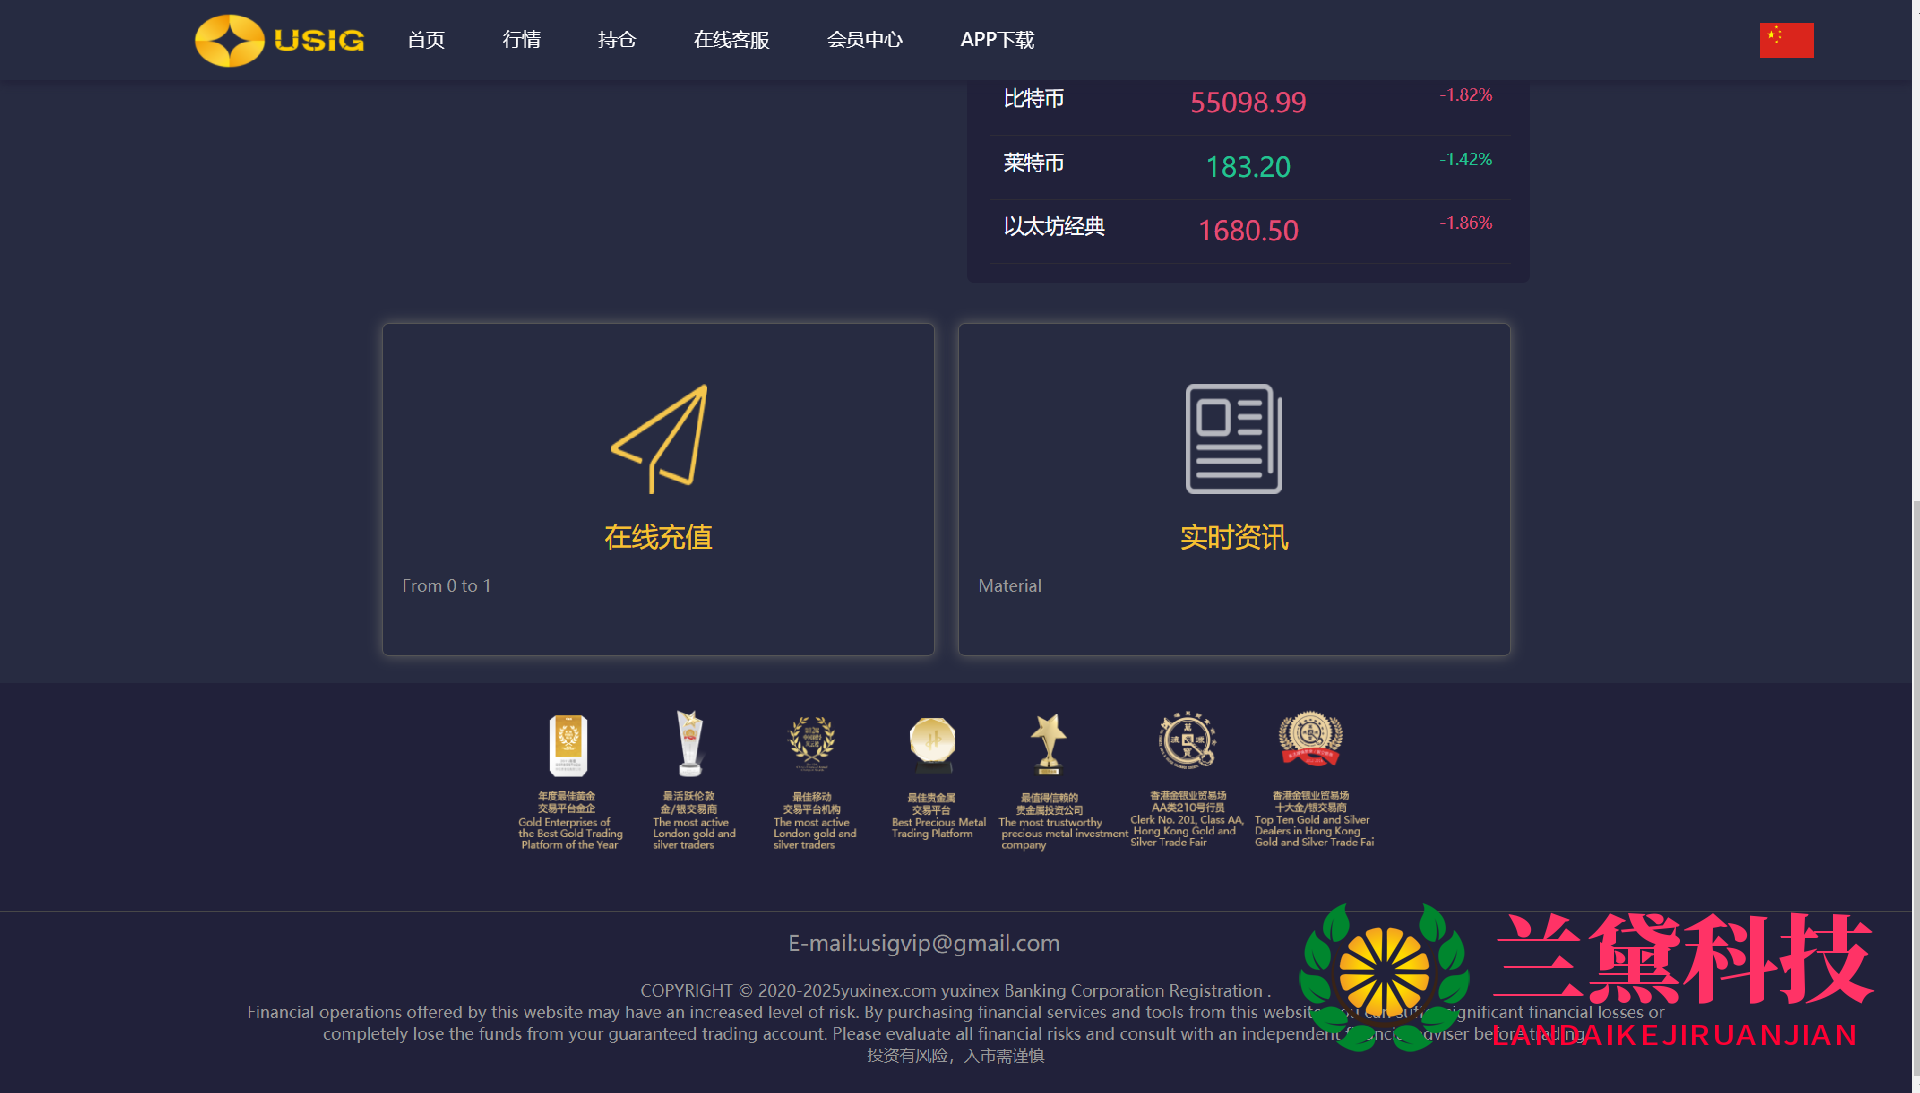 USIG
首页
行情
持仓
在线客服
会员中心
APP下载
比特币 55098.99 -1.82%
莱特币 183.20 -1.42%
以太坊经典 1680.50 -1.86%
在线充值
From 0 to 1
实时资讯
Material
年度最佳黄金
交易平台金企
Gold Enterprises of
the Best Gold Trading
Platform of the Year
最活跃伦敦
金/银交易商
The most active
London gold and
silver traders
最佳移动
交易平台机构
The most active
London gold and
silver traders
最佳贵金属
交易平台
Best Precious Metal
Trading Platform
最值得信赖的
贵金属投资公司
The most trustworthy
precious metal investment
company
香港金银业贸易场
AA类210号行员
Clerk No. 201, Class AA,
Hong Kong Gold and
Silver Trade Fair
香港金银业贸易场
十大金/银交易商
Top Ten Gold and Silver
Dealers in Hong Kong
Gold and Silver Trade Fai
E-mail:usigvip@gmail.com
COPYRIGHT © 2020-2025yuxinex.com yuxinex Banking Corporation Registration .
Financial operations offered by this website may have an increased level of risk. By purchasing financial services and tools from this website you can suffer significant financial losses or
completely lose the funds from your guaranteed trading account. Please evaluate all financial risks and consult with an independent financial adviser before trading.
投资有风险，入市需谨慎
兰黛科技
LANDAIKEJIRUANJIAN